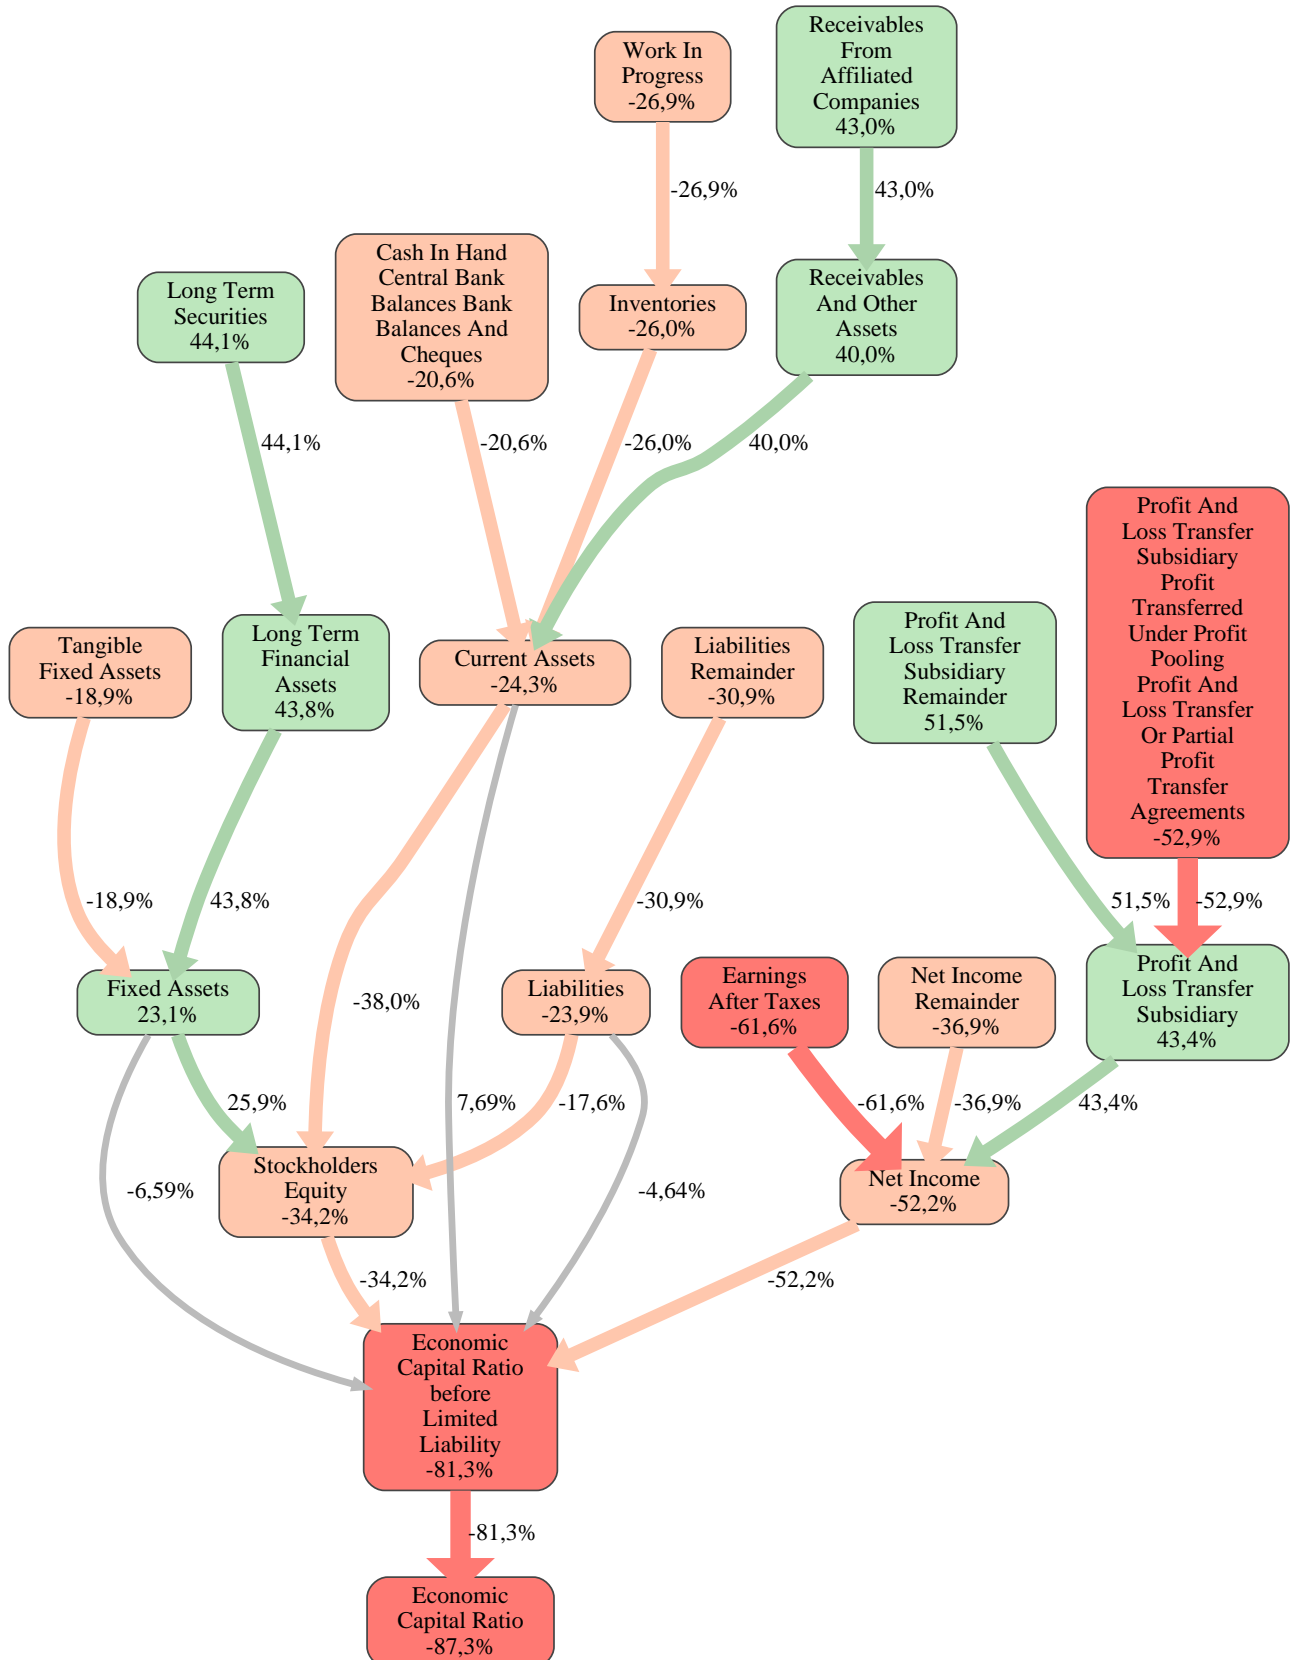 Receivables
From
Affiliated
Companies
43,0%
Work In
Progress
-26,9%
-26,9%
43,0%
Cash In Hand
Central Bank
Balances Bank
Balances And
Cheques
-20,6%
Long Term
Securities
44,1%
Inventories
-26,0%
Receivables
And Other
Assets
40,0%
44,1%
-20,6%
-26,0%
40,0%
Profit And
Loss Transfer
Subsidiary
Profit
Transferred
Under Profit
Pooling
Profit And
Loss Transfer
Or Partial
Profit
Transfer
Agreements
-52,9%
Tangible
Fixed Assets
-18,9%
Long Term
Financial
Assets
43,8%
Current Assets
-24,3%
Liabilities
Remainder
-30,9%
Profit And
Loss Transfer
Subsidiary
Remainder
51,5%
-18,9%
43,8%
-30,9%
51,5%
-52,9%
Fixed Assets
23,1%
-38,0%
Liabilities
-23,9%
Earnings
After Taxes
-61,6%
Net Income
Remainder
-36,9%
Profit And
Loss Transfer
Subsidiary
43,4%
25,9%
7,69%
-17,6%
-61,6%
-36,9%
43,4%
-6,59%
Stockholders
Equity
-34,2%
-4,64%
Net Income
-52,2%
-34,2%
-52,2%
Economic
Capital Ratio
before
Limited
Liability
-81,3%
-81,3%
Economic
Capital Ratio
-87,3%